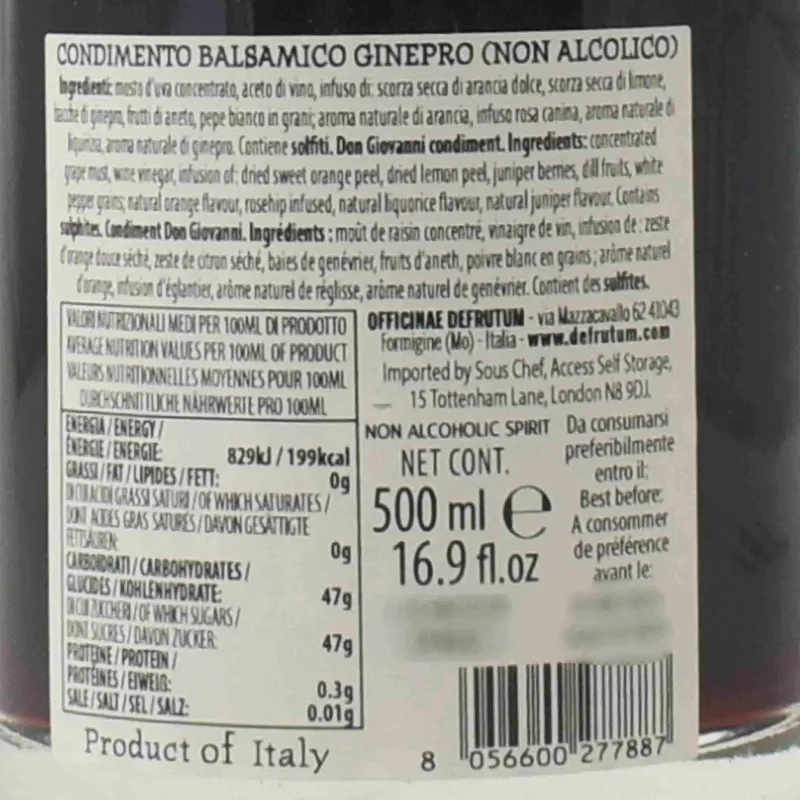 CONDIMENTO BALSAMICO GINEPRO (NON ALCOLICO)
Ingredienti: mosto d'uva concentrato, aceto di vino, infuso di: scorza secca di arancia dolce, scorza secca di limone,
bacche di ginepro, frutti di aneto, pepe bianco in grani; aroma naturale di arancia, infuso rosa canina, aroma naturale di
liquirizia, aroma naturale di ginepro. Contiene solfiti. Don Giovanni condiment. Ingredients: concentrated
grape must, wine vinegar, infusion of: dried sweet orange peel, dried lemon peel, juniper berries, dill fruits, white
pepper grains; natural orange flavour, rosehip infused, natural liquorice flavour, natural juniper flavour. Contains
sulphites. Condiment Don Giovanni. Ingrédients : moût de raisin concentré, vinaigre de vin, infusion de : zeste
d'orange douce séché, zeste de citron séché, baies de genévrier, fruits d'aneth, poivre blanc en grains ; arôme naturel
d'orange, infusion d'églantier, arôme naturel de réglisse, arôme naturel de genévrier. Contient des sulfites.
VALORI NUTRIZIONALI MEDI PER 100ML DI PRODOTTO
AVERAGE NUTRITION VALUES PER 100ML OF PRODUCT
VALEURS NUTRITIONNELLES MOYENNES POUR 100ML
DURCHSCHNITTLICHE NÄHRWERTE PRO 100ML
ENERGIA / ENERGY /
ÉNERGIE / ENERGIE: 829kJ / 199kcal
GRASSI / FAT / LIPIDES / FETT: 0g
DI CUI ACIDI GRASSI SATURI / OF WHICH SATURATES /
DONT ACIDES GRAS SATURÉS / DAVON GESÄTTIGTE
FETTSÄUREN: 0g
CARBOIDRATI / CARBOHYDRATES /
GLUCIDES / KOHLENHYDRATE: 47g
DI CUI ZUCCHERI / OF WHICH SUGARS /
DONT SUCRES / DAVON ZUCKER: 47g
PROTEINE / PROTEIN /
PROTÉINES / EIWEIß: 0.3g
SALE / SALT / SEL / SALZ: 0.01g
Product of Italy
OFFICINAE DEFRUTUM - via Mazzacavallo 62 41043
Formigine (Mo) - Italia - www.defrutum.com
Imported by Sous Chef, Access Self Storage,
15 Tottenham Lane, London N8 9DJ.
NON ALCOHOLIC SPIRIT
NET CONT.
500 ml e
16.9 fl.oz
Da consumarsi
preferibilmente
entro il:
Best before:
A consommer
de préférence
avant le:
8 056600 277887